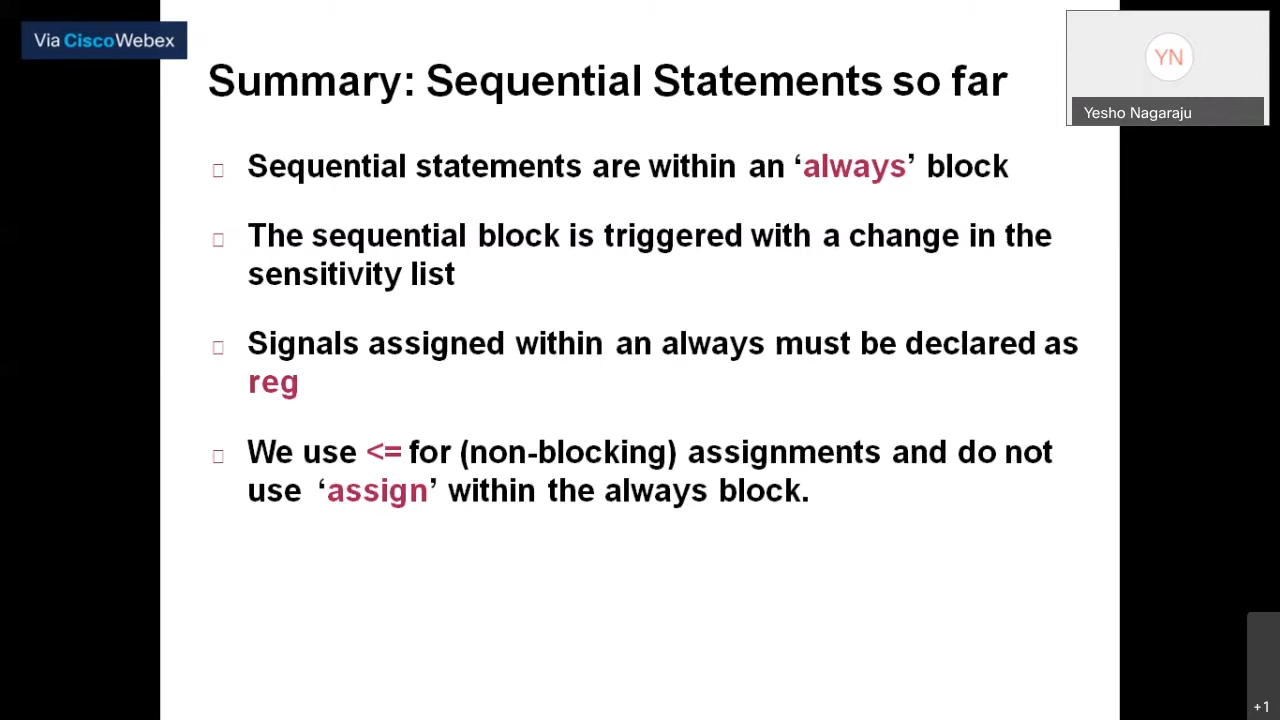 Via CiscoWebex
YN
Yesho Nagaraju
Summary: Sequential Statements so far
Sequential statements are within an ‘always’ block
The sequential block is triggered with a change in the
sensitivity list
Signals assigned within an always must be declared as
reg
We use <= for (non-blocking) assignments and do not
use ‘assign’ within the always block.
+1